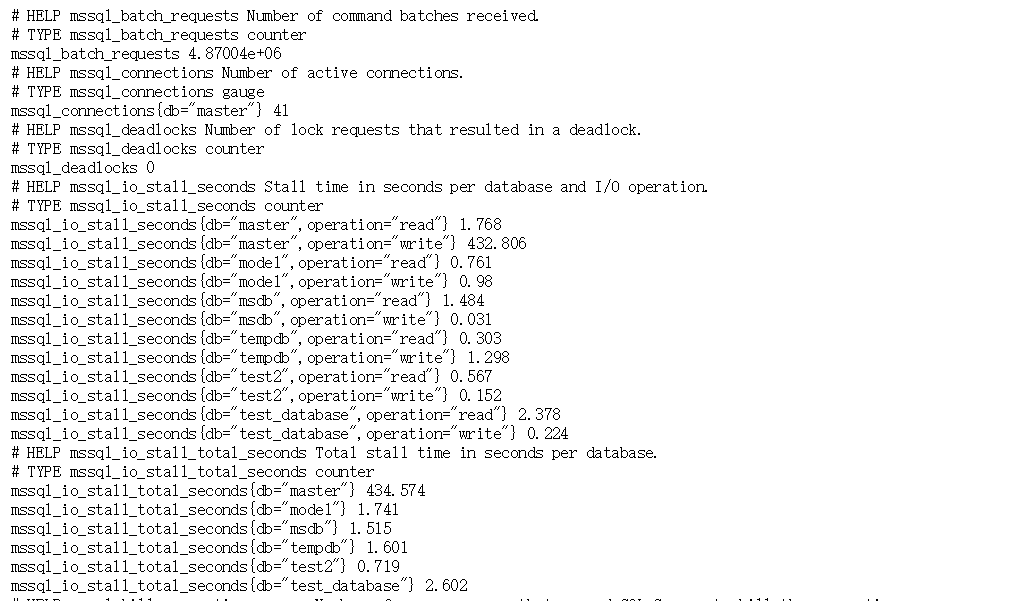 # HELP mssql_batch_requests Number of command batches received.
# TYPE mssql_batch_requests counter
mssql_batch_requests 4.87004e+06
# HELP mssql_connections Number of active connections.
# TYPE mssql_connections gauge
mssql_connections{db="master"} 41
# HELP mssql_deadlocks Number of lock requests that resulted in a deadlock.
# TYPE mssql_deadlocks counter
mssql_deadlocks 0
# HELP mssql_io_stall_seconds Stall time in seconds per database and I/O operation.
# TYPE mssql_io_stall_seconds counter
mssql_io_stall_seconds{db="master",operation="read"} 1.768
mssql_io_stall_seconds{db="master",operation="write"} 432.806
mssql_io_stall_seconds{db="model",operation="read"} 0.761
mssql_io_stall_seconds{db="model",operation="write"} 0.98
mssql_io_stall_seconds{db="msdb",operation="read"} 1.484
mssql_io_stall_seconds{db="msdb",operation="write"} 0.031
mssql_io_stall_seconds{db="tempdb",operation="read"} 0.303
mssql_io_stall_seconds{db="tempdb",operation="write"} 1.298
mssql_io_stall_seconds{db="test2",operation="read"} 0.567
mssql_io_stall_seconds{db="test2",operation="write"} 0.152
mssql_io_stall_seconds{db="test_database",operation="read"} 2.378
mssql_io_stall_seconds{db="test_database",operation="write"} 0.224
# HELP mssql_io_stall_total_seconds Total stall time in seconds per database.
# TYPE mssql_io_stall_total_seconds counter
mssql_io_stall_total_seconds{db="master"} 434.574
mssql_io_stall_total_seconds{db="model"} 1.741
mssql_io_stall_total_seconds{db="msdb"} 1.515
mssql_io_stall_total_seconds{db="tempdb"} 1.601
mssql_io_stall_total_seconds{db="test2"} 0.719
mssql_io_stall_total_seconds{db="test_database"} 2.602